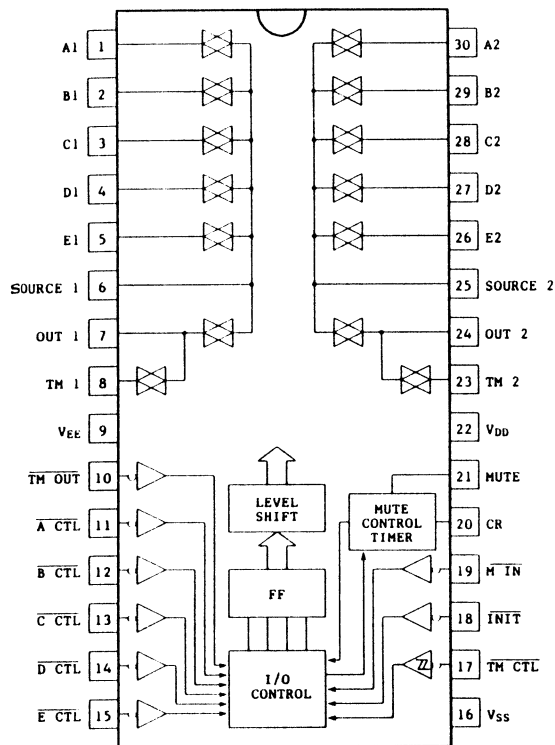 A1 1
B1 2
C1 3
D1 4
E1 5
SOURCE 1 6
OUT 1 7
TM 1 8
VEE 9
TM OUT 10
A CTL 11
B CTL 12
C CTL 13
D CTL 14
E CTL 15
30 A2
29 B2
28 C2
27 D2
26 E2
25 SOURCE 2
24 OUT 2
23 TM 2
22 VDD
21 MUTE
20 CR
19 M IN
18 INIT
17 TM CTL
16 VSS
LEVEL
SHIFT
FF
I/O
CONTROL
MUTE
CONTROL
TIMER